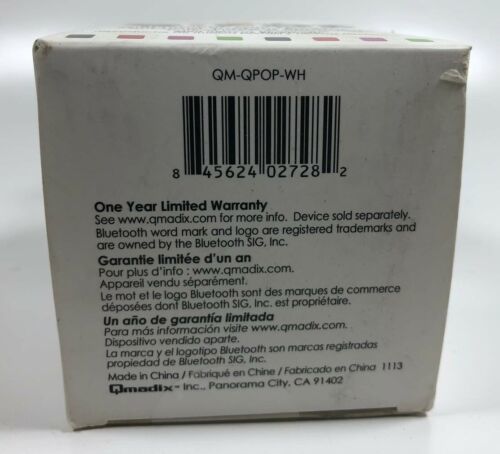 QM-QPOP-WH
8 45624 02728 2
One Year Limited Warranty
See www.qmadix.com for more info. Device sold separately.
Bluetooth word mark and logo are registered trademarks and
are owned by the Bluetooth SIG, Inc.
Garantie limitée d'un an
Pour plus d'info : www.qmadix.com.
Appareil vendu séparément.
Le mot et le logo Bluetooth sont des marques de commerce
déposées dont Bluetooth SIG, Inc. est propriétaire.
Un año de garantía limitada
Para más información visite www.qmadix.com.
Dispositivo vendido aparte.
La marca y el logotipo Bluetooth son marcas registradas
propiedad de Bluetooth SIG, Inc.
Made in China / Fabriqué en Chine / Fabricado en China 1113
Qmadix™ Inc., Panorama City, CA 91402